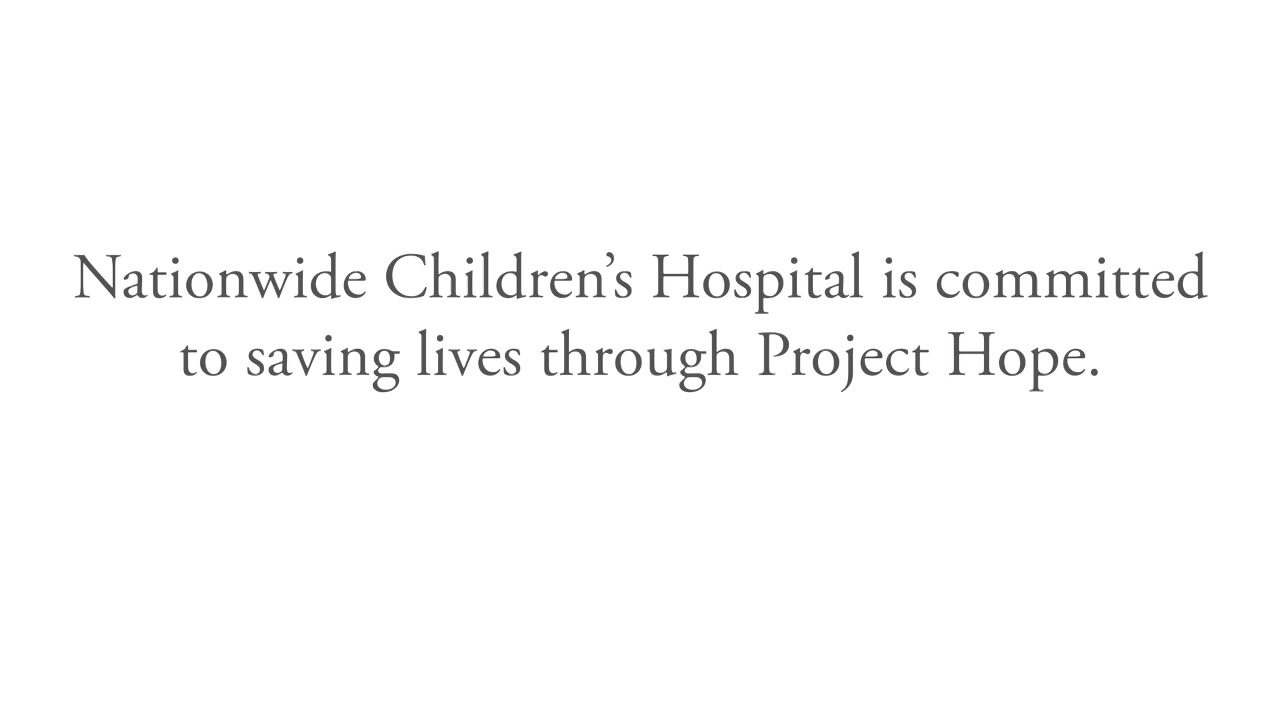 Nationwide Children’s Hospital is committed
to saving lives through Project Hope.